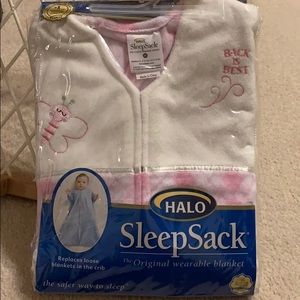 HALO
SleepSack
BACK IS
BEST
HALO
SleepSack
The Original wearable blanket
Replaces loose
blankets in the crib
the safer way to sleep